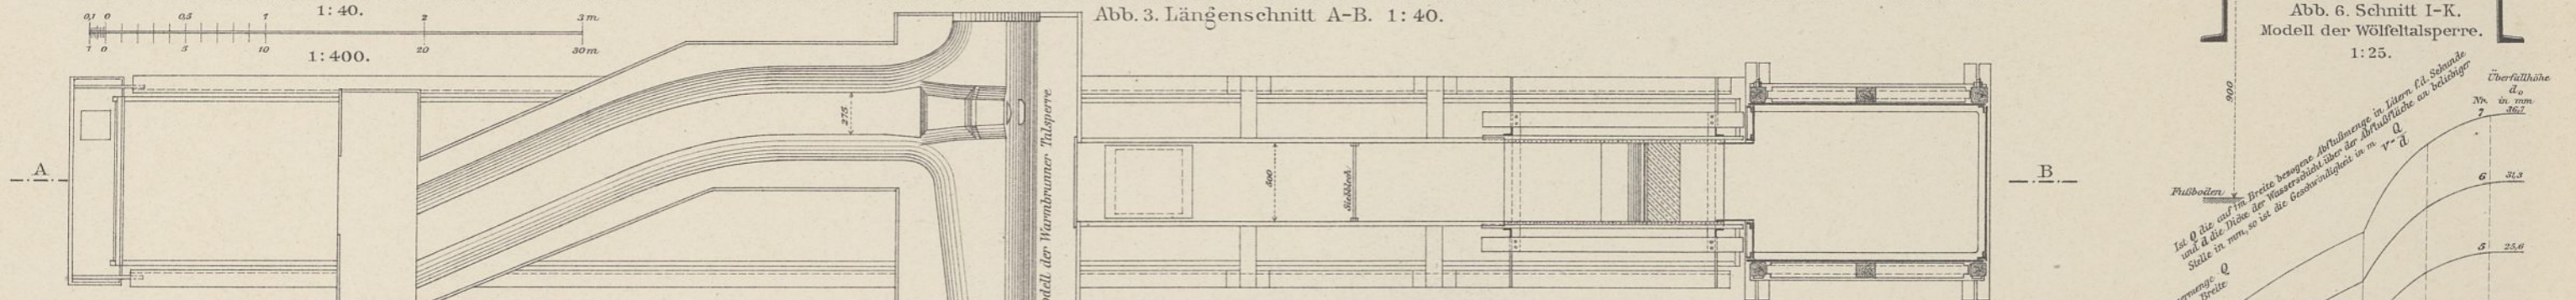 1:40.
0,1 0 0,5 1 2 3 m
1 0 5 10 20 30 m
1:400.
Abb. 3. Längenschnitt A-B. 1:40.
Abb. 6. Schnitt I-K.
Modell der Wölfeltalsperre.
1:25.
A
275
Modell der Warmbrunner Talsperre
500
Siebblech
B
900
Fußboden
Ist Q die auf 1m Breite bezogene Abflußmenge in Litern f.d. Sekunde
und d die Dicke der Wasserschicht über der Abflußfläche an beliebiger
Stelle in mm, so ist die Geschwindigkeit in m v = Q/d
Überfallhöhe
d₀
Nr. in mm
7 36,7
6 31,3
5 25,6
Q
Breite